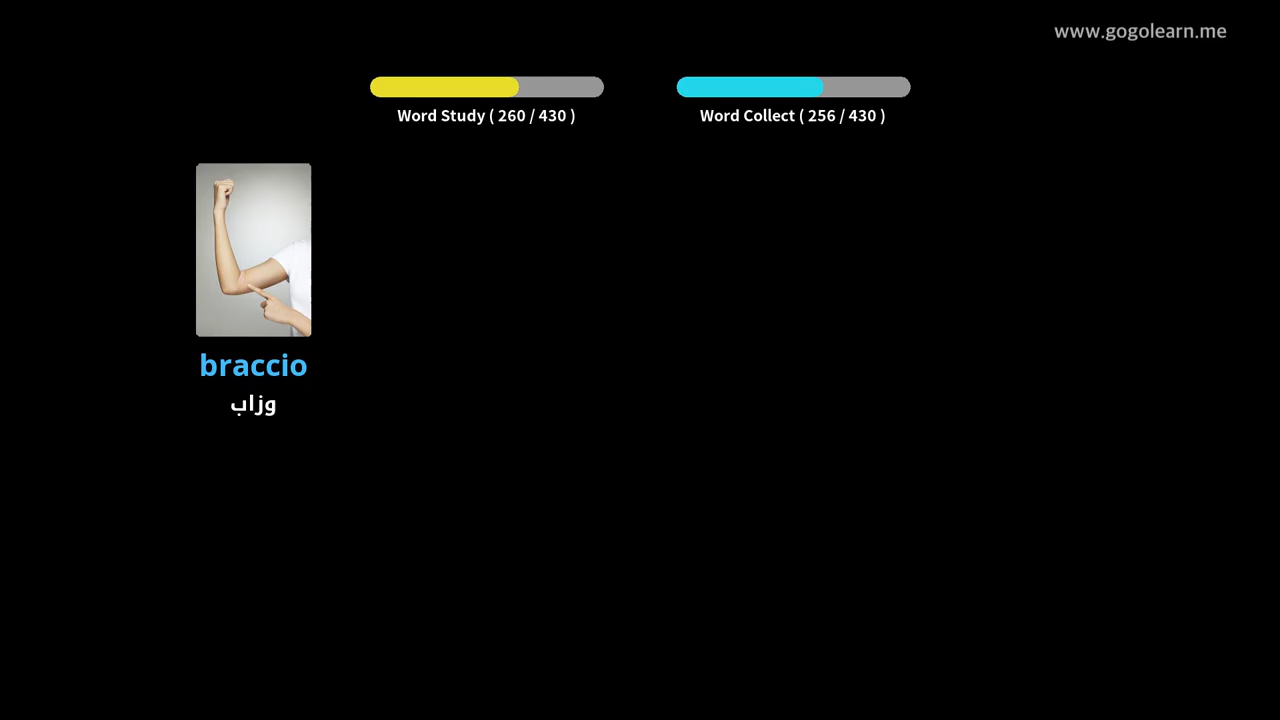 www.gogolearn.me
Word Study ( 260 / 430 )
Word Collect ( 256 / 430 )
braccio
وزاب